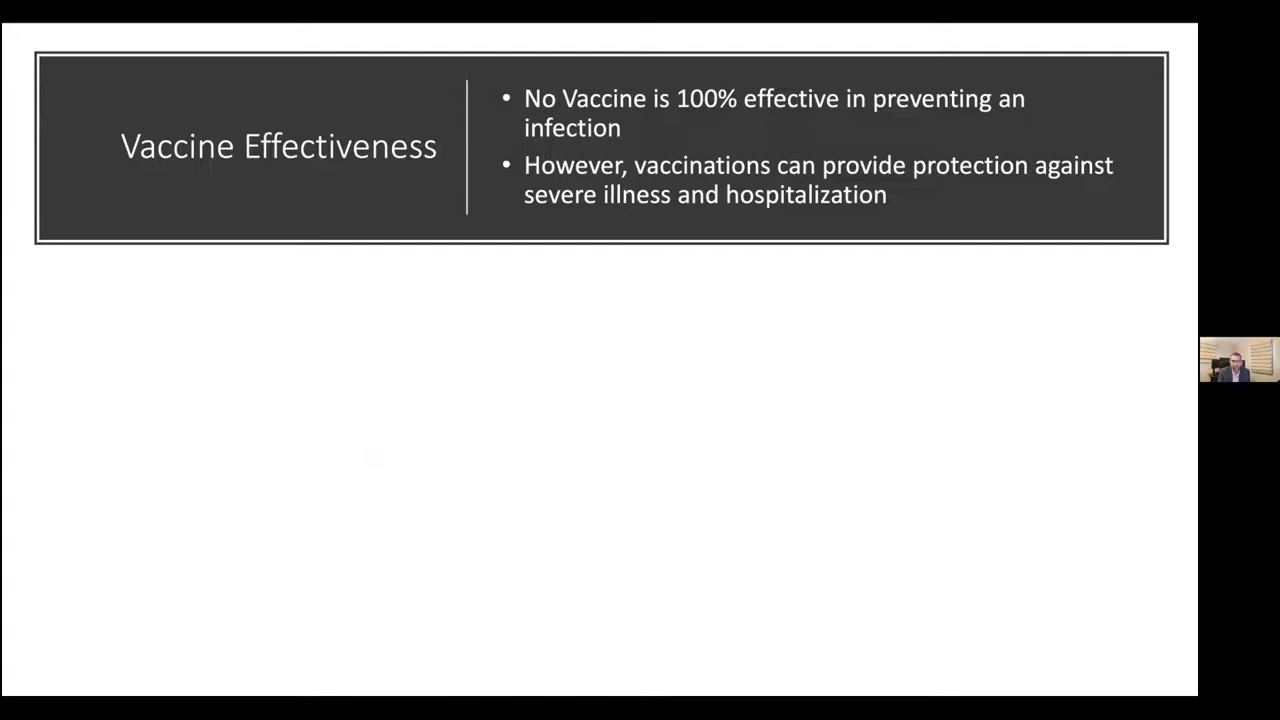 Vaccine Effectiveness
• No Vaccine is 100% effective in preventing an
infection
• However, vaccinations can provide protection against
severe illness and hospitalization